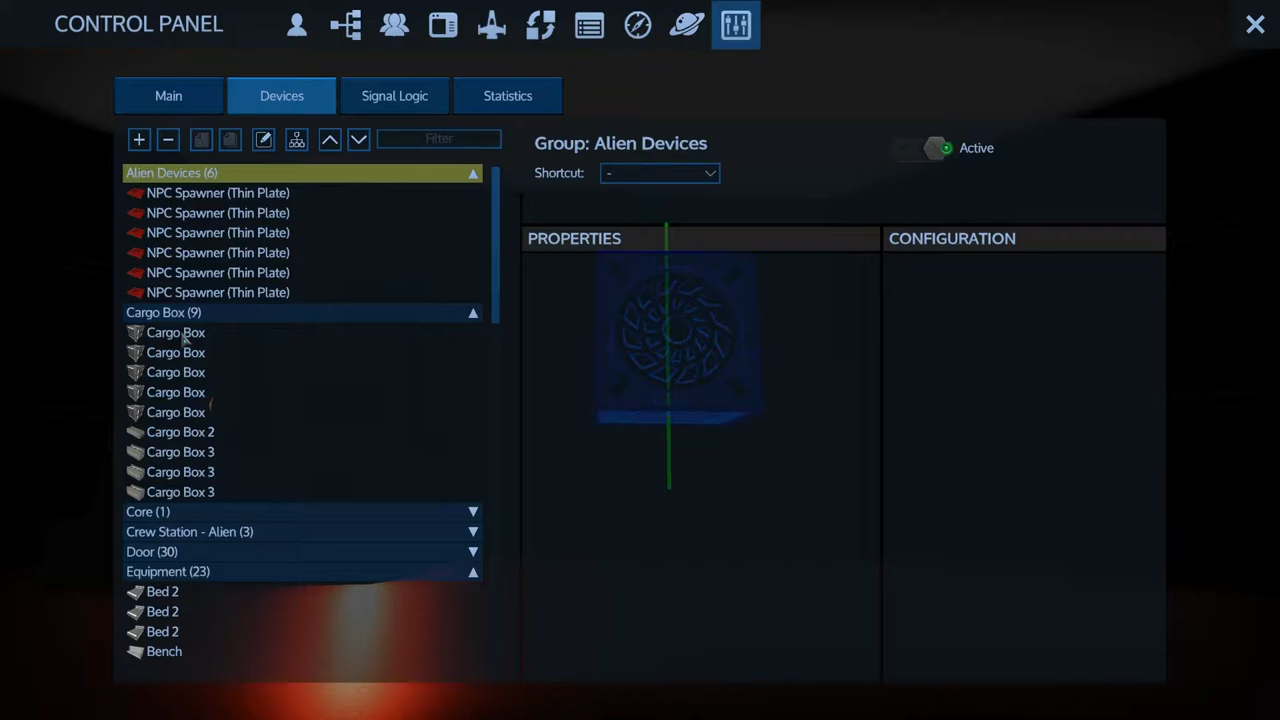 CONTROL PANEL
Main
Devices
Signal Logic
Statistics
Filter
Group: Alien Devices
Active
Shortcut:
-
Alien Devices (6)
NPC Spawner (Thin Plate)
NPC Spawner (Thin Plate)
NPC Spawner (Thin Plate)
NPC Spawner (Thin Plate)
NPC Spawner (Thin Plate)
NPC Spawner (Thin Plate)
Cargo Box (9)
Cargo Box
Cargo Box
Cargo Box
Cargo Box
Cargo Box
Cargo Box 2
Cargo Box 3
Cargo Box 3
Cargo Box 3
Core (1)
Crew Station - Alien (3)
Door (30)
Equipment (23)
Bed 2
Bed 2
Bed 2
Bench
PROPERTIES
CONFIGURATION